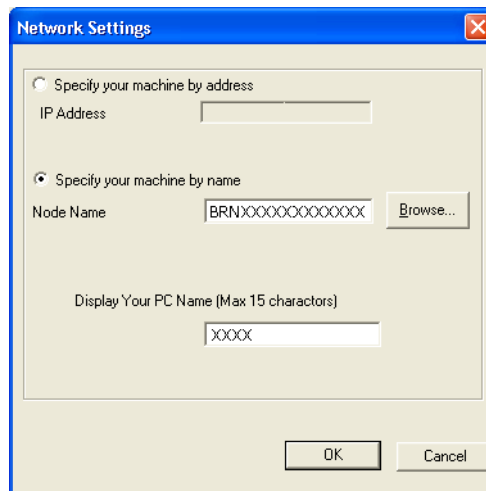 Network Settings
Specify your machine by address
IP Address
Specify your machine by name
Node Name BRNXXXXXXXXXXXX Browse...
Display Your PC Name (Max 15 charactors)
XXXX
OK Cancel